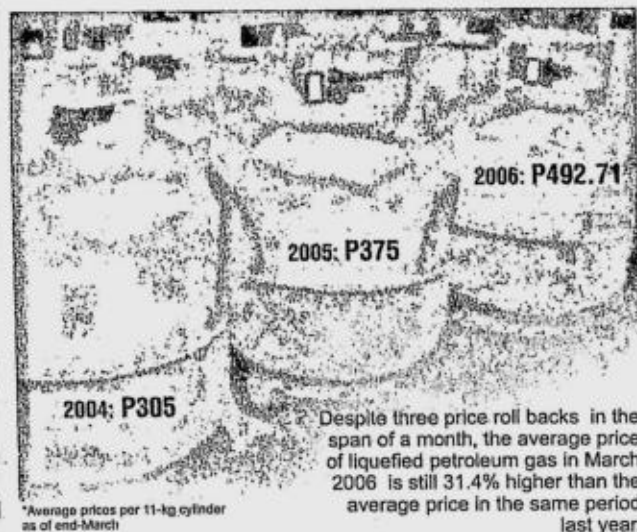 2006: P492.71
2005: P375
2004: P305
Despite three price roll backs in the
span of a month, the average price
of liquefied petroleum gas in March
2006 is still 31.4% higher than the
average price in the same period
last year
*Average prices per 11-kg cylinder
as of end-March